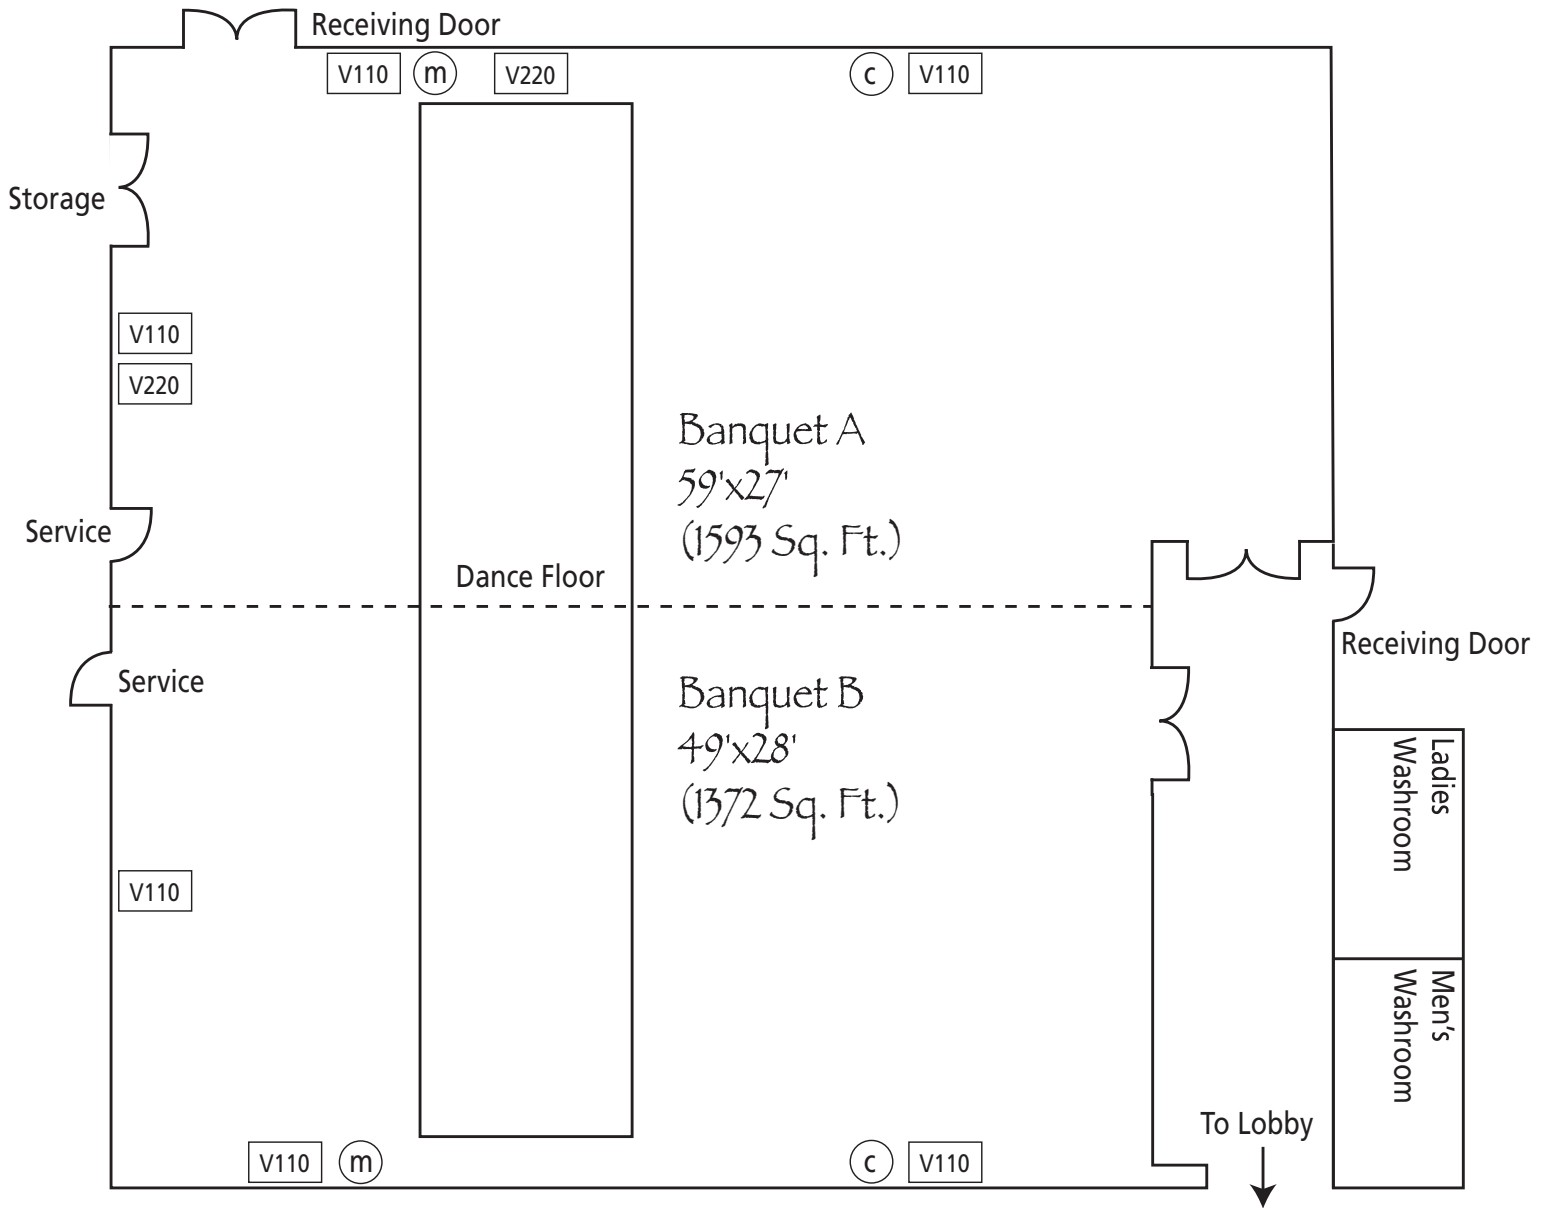 Receiving Door
V110
m
V220
c
V110
Storage
V110
V220
Banquet A
59'x27'
(1593 Sq. Ft.)
Service
Dance Floor
Receiving Door
Service
Banquet B
49'x28'
(1372 Sq. Ft.)
Ladies
Washroom
V110
Men's
Washroom
To Lobby
V110
m
c
V110